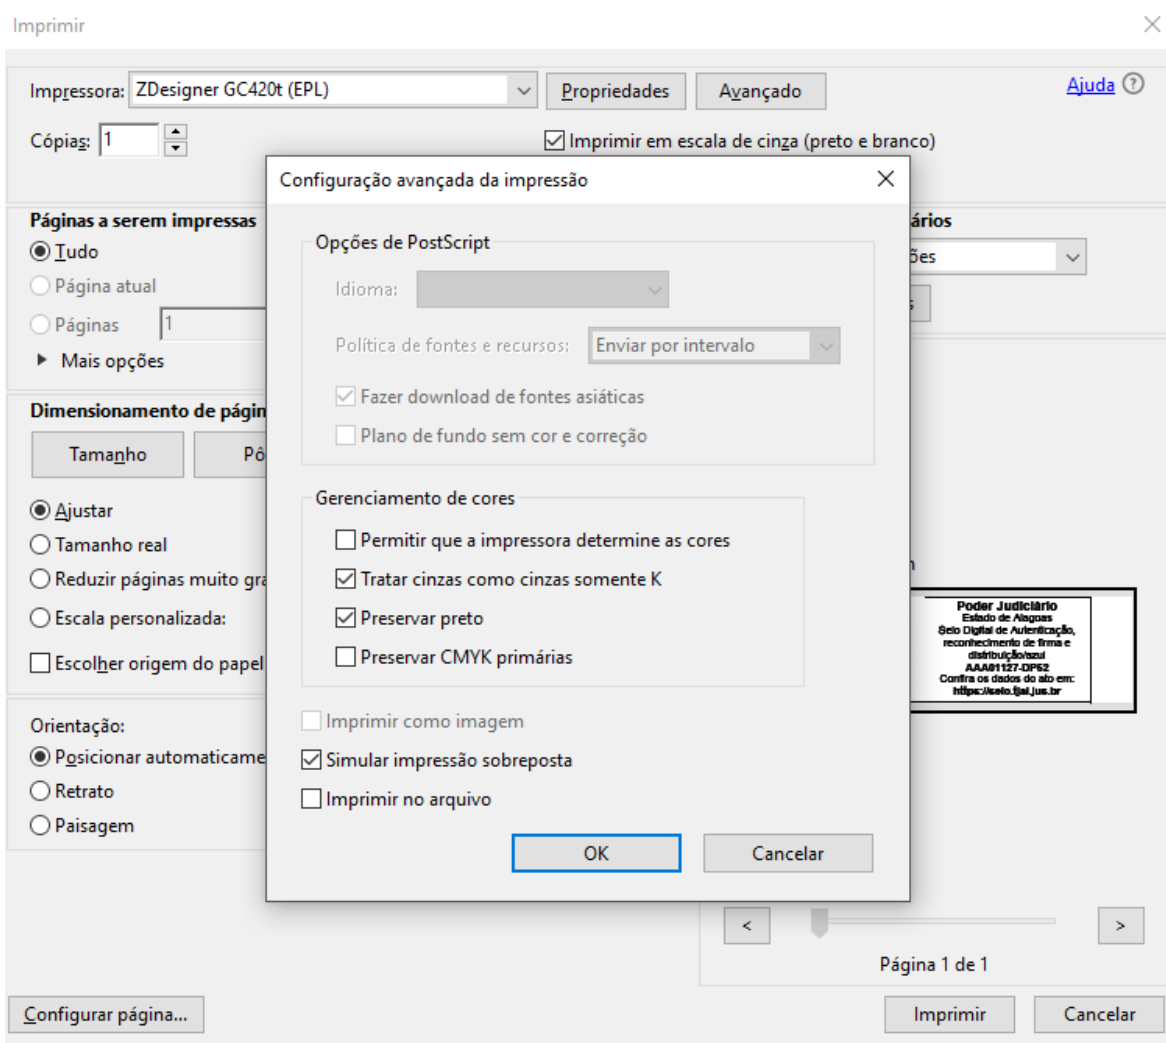 Imprimir
Impressora: ZDesigner GC420t (EPL) Propriedades Avançado Ajuda ?
Cópias: 1 Imprimir em escala de cinza (preto e branco)
Configuração avançada da impressão
Páginas a serem impressas
Tudo
Página atual
Páginas 1
Mais opções
Dimensionamento de págin
Tamanho Pô
Ajustar
Tamanho real
Reduzir páginas muito gra
Escala personalizada:
Escolher origem do papel
Orientação:
Posicionar automaticame
Retrato
Paisagem
Opções de PostScript
Idioma:
Política de fontes e recursos: Enviar por intervalo
Fazer download de fontes asiáticas
Plano de fundo sem cor e correção
Gerenciamento de cores
Permitir que a impressora determine as cores
Tratar cinzas como cinzas somente K
Preservar preto
Preservar CMYK primárias
Imprimir como imagem
Simular impressão sobreposta
Imprimir no arquivo
OK Cancelar
ários
ões
Poder Judiciário
Estado de Alagoas
Selo Digital de Autenticação,
reconhecimento de firma e
distribuição/azul
AAA01127-DP52
Confira os dados do ato em:
https://selo.tjal.jus.br
< >
Página 1 de 1
Configurar página... Imprimir Cancelar